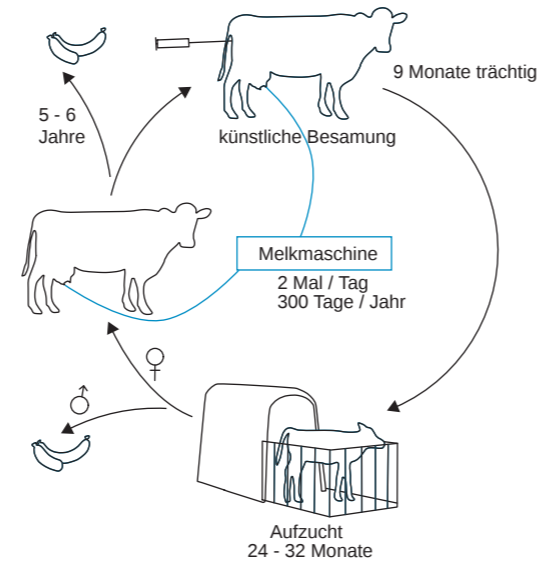 9 Monate trächtig
5 - 6
Jahre
künstliche Besamung
Melkmaschine
2 Mal / Tag
300 Tage / Jahr
♀
♂
Aufzucht
24 - 32 Monate